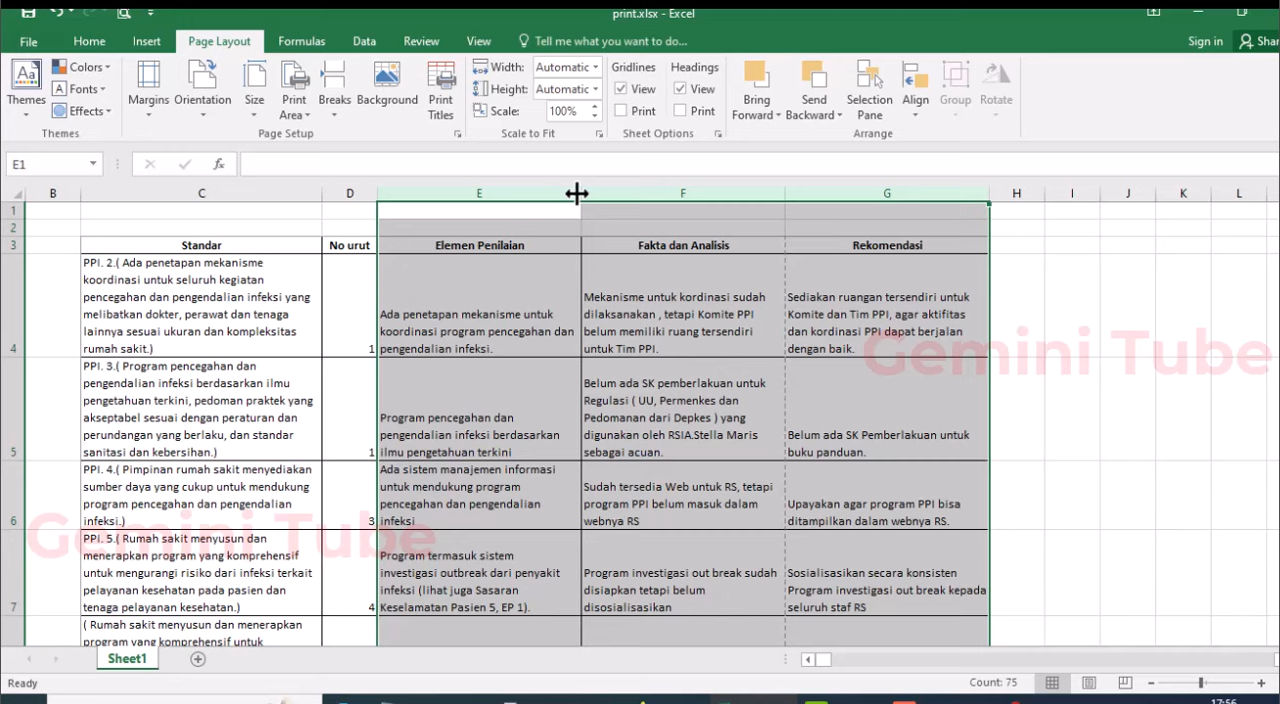 print.xlsx - Excel
File Home Insert Page Layout Formulas Data Review View Tell me what you want to do... Sign in Shar
Themes
Colors
Fonts
Effects
Margins
Orientation
Size
Print Area
Breaks
Background
Print Titles
Width: Automatic
Height: Automatic
Scale: 100%
Gridlines
View
Print
Headings
View
Print
Bring Forward
Send Backward
Selection Pane
Align
Group
Rotate
Themes Page Setup Scale to Fit Sheet Options Arrange
E1
fx
B C D E F G H I J K L
1
2
3 Standar No urut Elemen Penilaian Fakta dan Analisis Rekomendasi
4
PPI. 2.( Ada penetapan mekanisme
koordinasi untuk seluruh kegiatan
pencegahan dan pengendalian infeksi yang
melibatkan dokter, perawat dan tenaga
lainnya sesuai ukuran dan kompleksitas
rumah sakit.)
1
Ada penetapan mekanisme untuk
koordinasi program pencegahan dan
pengendalian infeksi.
Mekanisme untuk kordinasi sudah
dilaksanakan , tetapi Komite PPI
belum memiliki ruang tersendiri
untuk Tim PPI.
Sediakan ruangan tersendiri untuk
Komite dan Tim PPI, agar aktifitas
dan kordinasi PPI dapat berjalan
dengan baik.
Gemini Tube
5
PPI. 3.( Program pencegahan dan
pengendalian infeksi berdasarkan ilmu
pengetahuan terkini, pedoman praktek yang
akseptabel sesuai dengan peraturan dan
perundangan yang berlaku, dan standar
sanitasi dan kebersihan.)
1
Program pencegahan dan
pengendalian infeksi berdasarkan
ilmu pengetahuan terkini
Belum ada SK pemberlakuan untuk
Regulasi ( UU, Permenkes dan
Pedomanan dari Depkes ) yang
digunakan oleh RSIA.Stella Maris
sebagai acuan.
Belum ada SK Pemberlakuan untuk
buku panduan.
6
PPI. 4.( Pimpinan rumah sakit menyediakan
sumber daya yang cukup untuk mendukung
program pencegahan dan pengendalian
infeksi.)
3
Ada sistem manajemen informasi
untuk mendukung program
pencegahan dan pengendalian
infeksi
Sudah tersedia Web untuk RS, tetapi
program PPI belum masuk dalam
webnya RS
Upayakan agar program PPI bisa
ditampilkan dalam webnya RS.
Gemini Tube
7
PPI. 5.( Rumah sakit menyusun dan
menerapkan program yang komprehensif
untuk mengurangi risiko dari infeksi terkait
pelayanan kesehatan pada pasien dan
tenaga pelayanan kesehatan.)
4
Program termasuk sistem
investigasi outbreak dari penyakit
infeksi (lihat juga Sasaran
Keselamatan Pasien 5, EP 1).
Program investigasi out break sudah
disiapkan tetapi belum
disosialisasikan
Sosialisasikan secara konsisten
Program investigasi out break kepada
seluruh staf RS
( Rumah sakit menyusun dan menerapkan
program yang komprehensif untuk
Sheet1
Ready
Count: 75
17:56